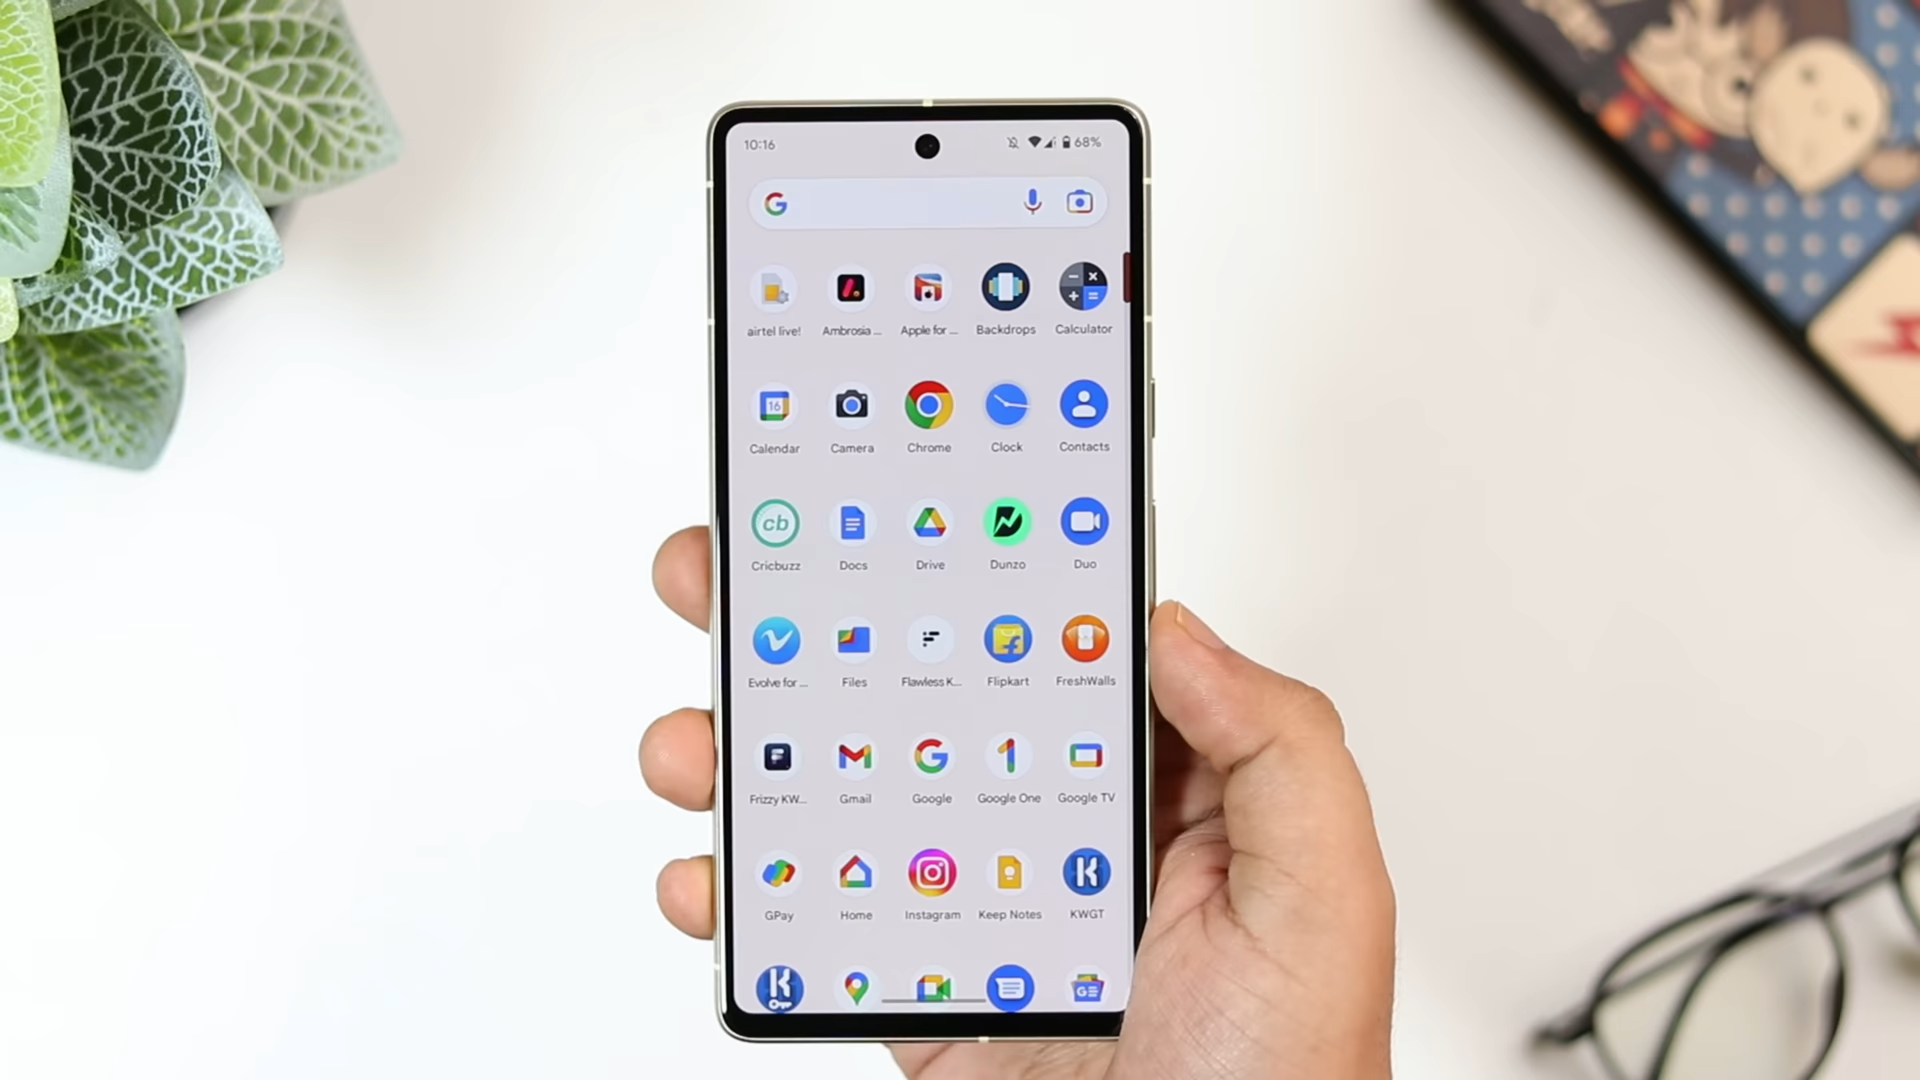 10:16 68%
airtel live! Ambrosia ... Apple for ... Backdrops Calculator
16
Calendar Camera Chrome Clock Contacts
cb
Cricbuzz Docs Drive Dunzo Duo
Evolve for ... Files Flawless K... Flipkart FreshWalls
Frizzy KW... Gmail Google Google One Google TV
GPay Home Instagram Keep Notes KWGT